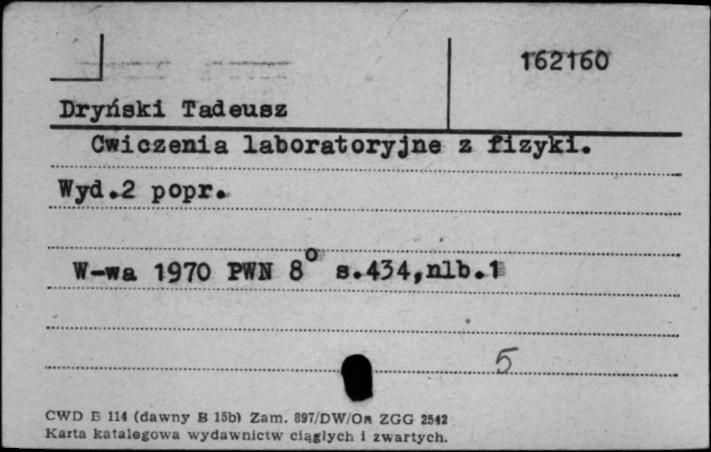 162160
Dryński Tadeusz
Cwiczenia laboratoryjne z fizyki.
Wyd.2 popr.
W-wa 1970 PWN 8° s.434,nlb.1
5
CWD B 114 (dawny B 15b) Zam. 897/DW/Om ZGG 2542
Karta katalogowa wydawnictw ciągłych i zwartych.